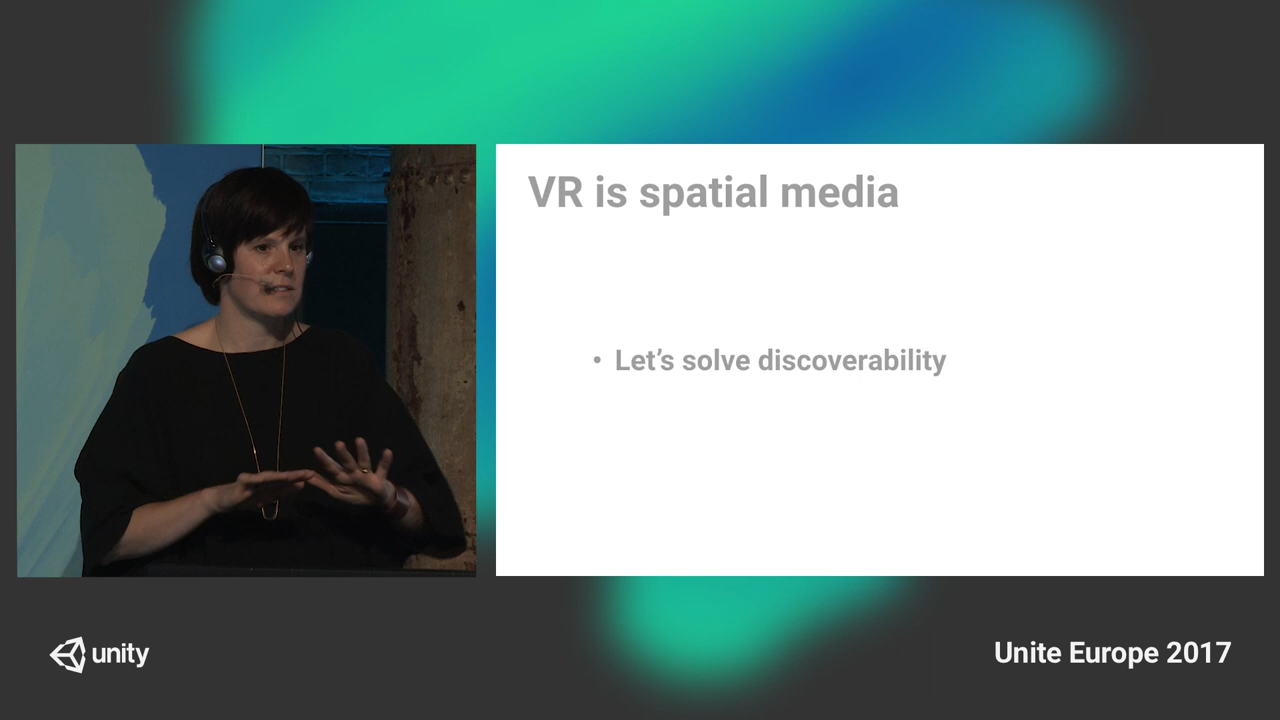 VR is spatial media
• Let’s solve discoverability
unity
Unite Europe 2017